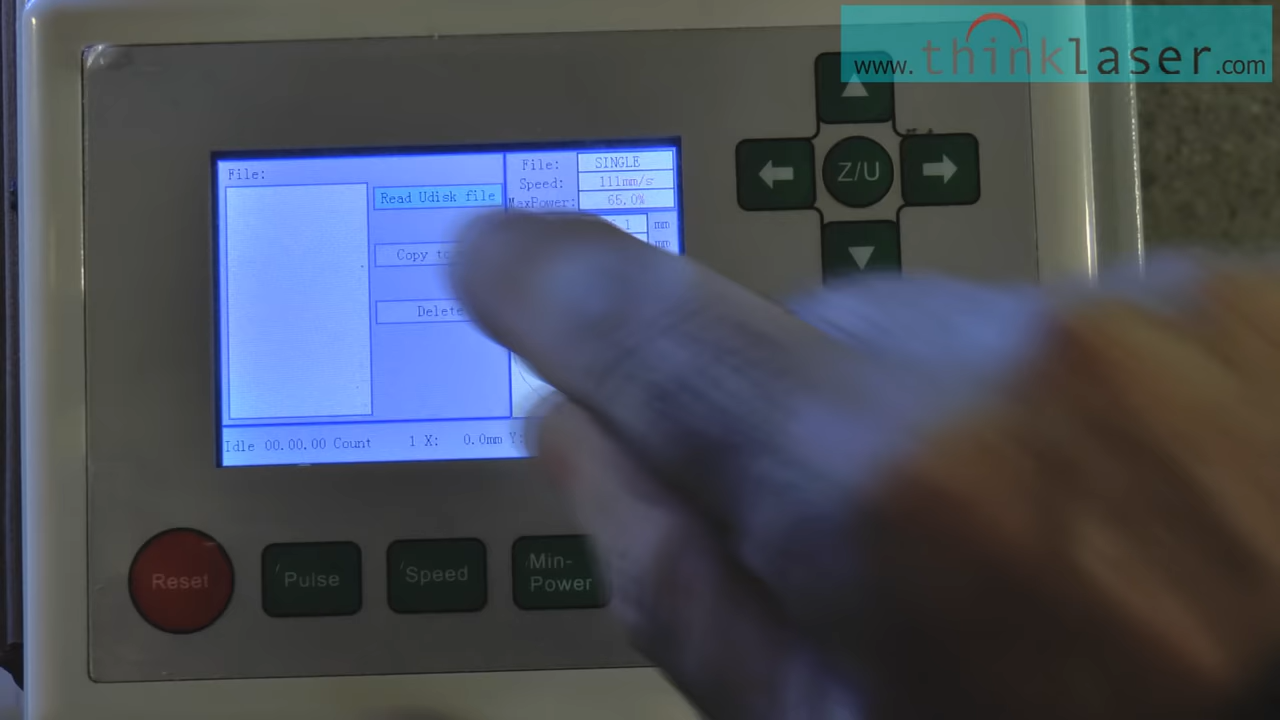 www.thinklaser.com
File:
Read Udisk file
Copy to
Delete
File: SINGLE
Speed: 111mm/s
MaxPower: 65.0%
mm
mm
Idle 00.00.00 Count 1 X: 0.0mm Y:
Z/U
Reset
Pulse
Speed
Min-
Power